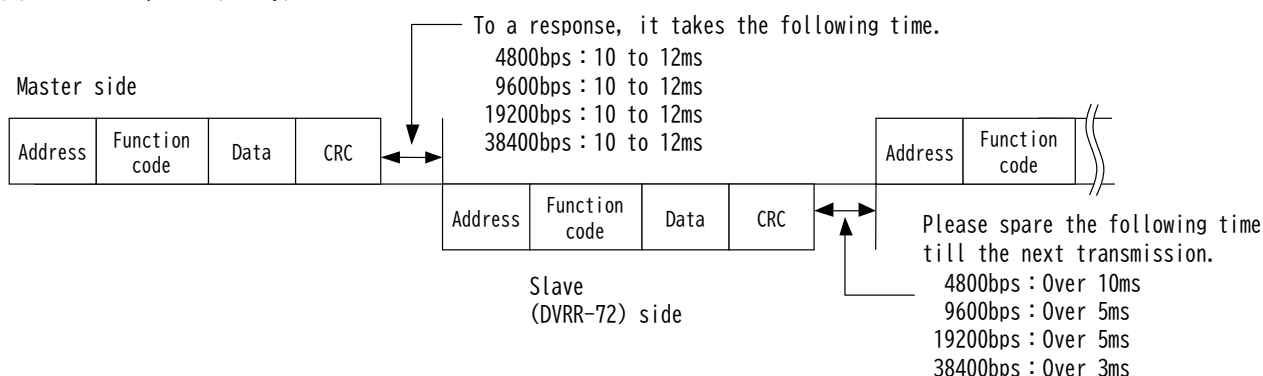 To a response, it takes the following time.
4800bps：10 to 12ms
9600bps：10 to 12ms
19200bps：10 to 12ms
38400bps：10 to 12ms
Master side
Address
Function
code
Data
CRC
Address
Function
code
Address
Function
code
Data
CRC
Slave
(DVRR-72) side
Please spare the following time
till the next transmission.
4800bps：Over 10ms
9600bps：Over 5ms
19200bps：Over 5ms
38400bps：Over 3ms